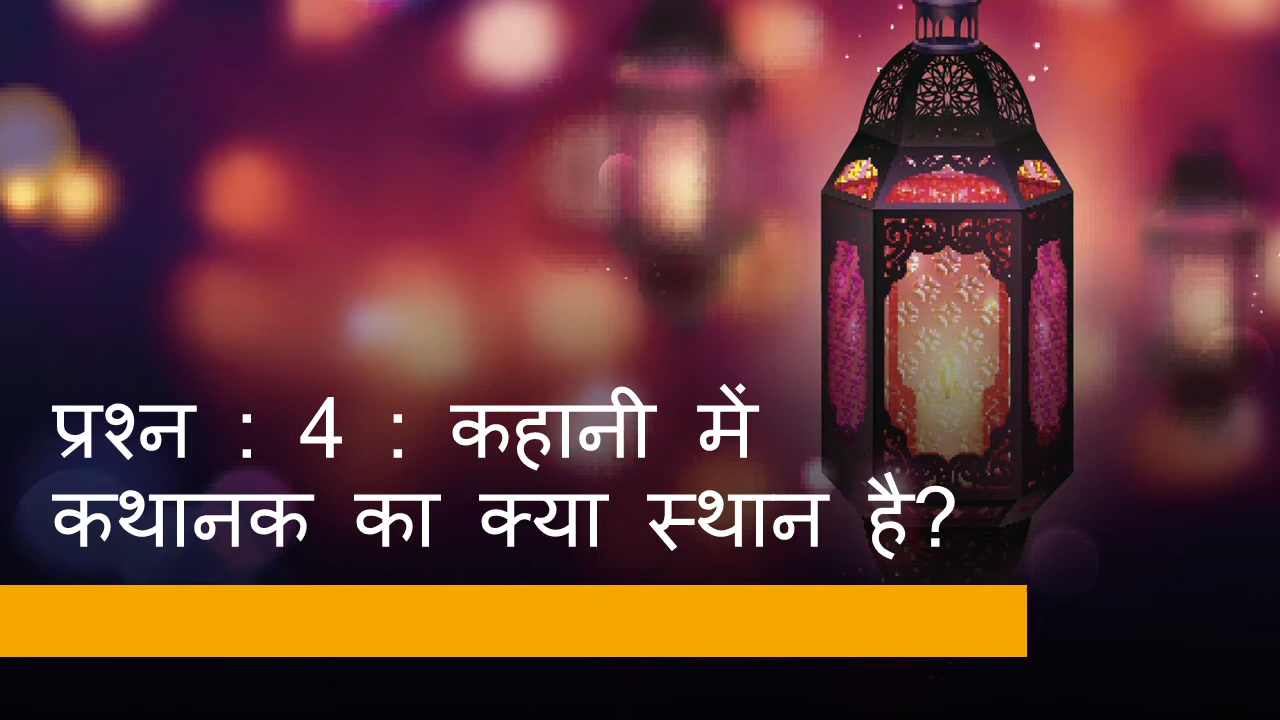 प्रश्न : 4 : कहानी में
कथानक का क्या स्थान है?